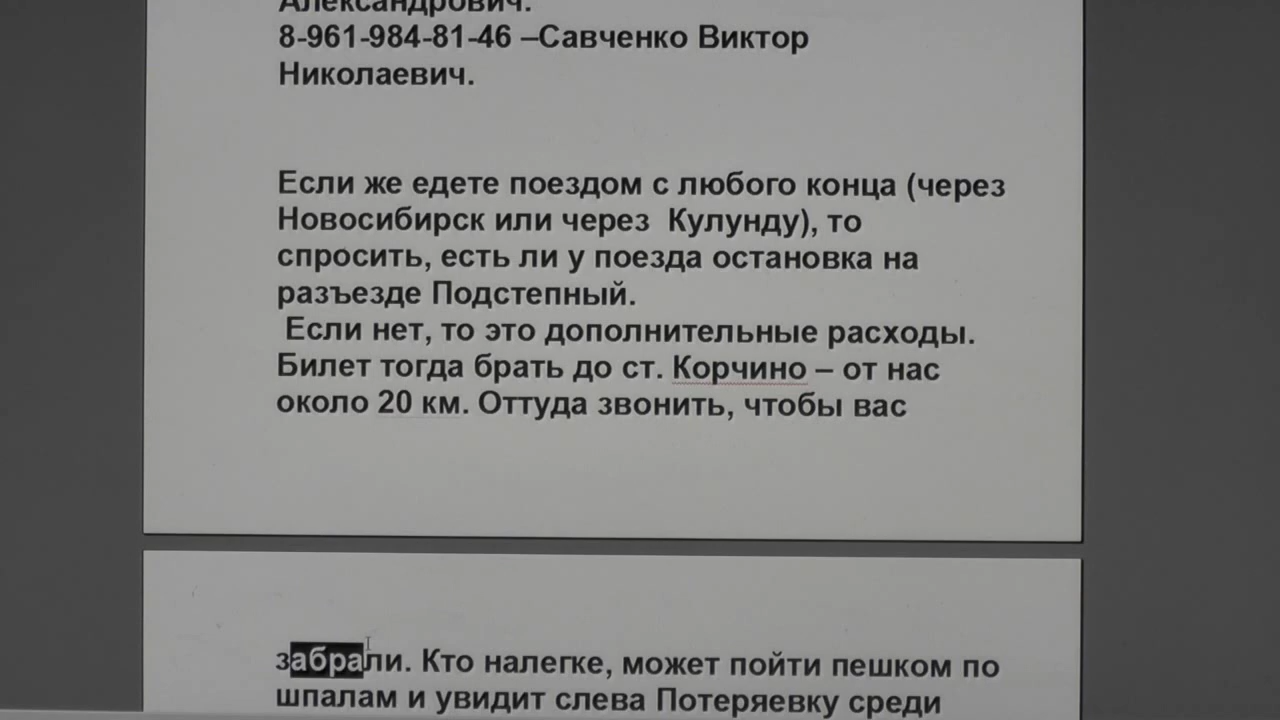 Александрович.
8-961-984-81-46 –Савченко Виктор
Николаевич.
Если же едете поездом с любого конца (через
Новосибирск или через  Кулунду), то
спросить, есть ли у поезда остановка на
разъезде Подстепный.
Если нет, то это дополнительные расходы.
Билет тогда брать до ст. Корчино – от нас
около 20 км. Оттуда звонить, чтобы вас
забрали. Кто налегке, может пойти пешком по
шпалам и увидит слева Потеряевку среди